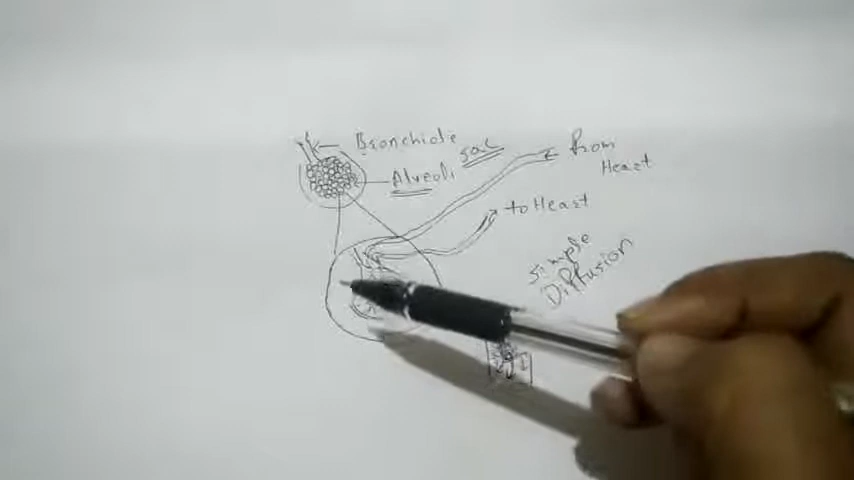 Bronchiole
Alveoli sac
from
Heart
to Heart
simple
Diffusion